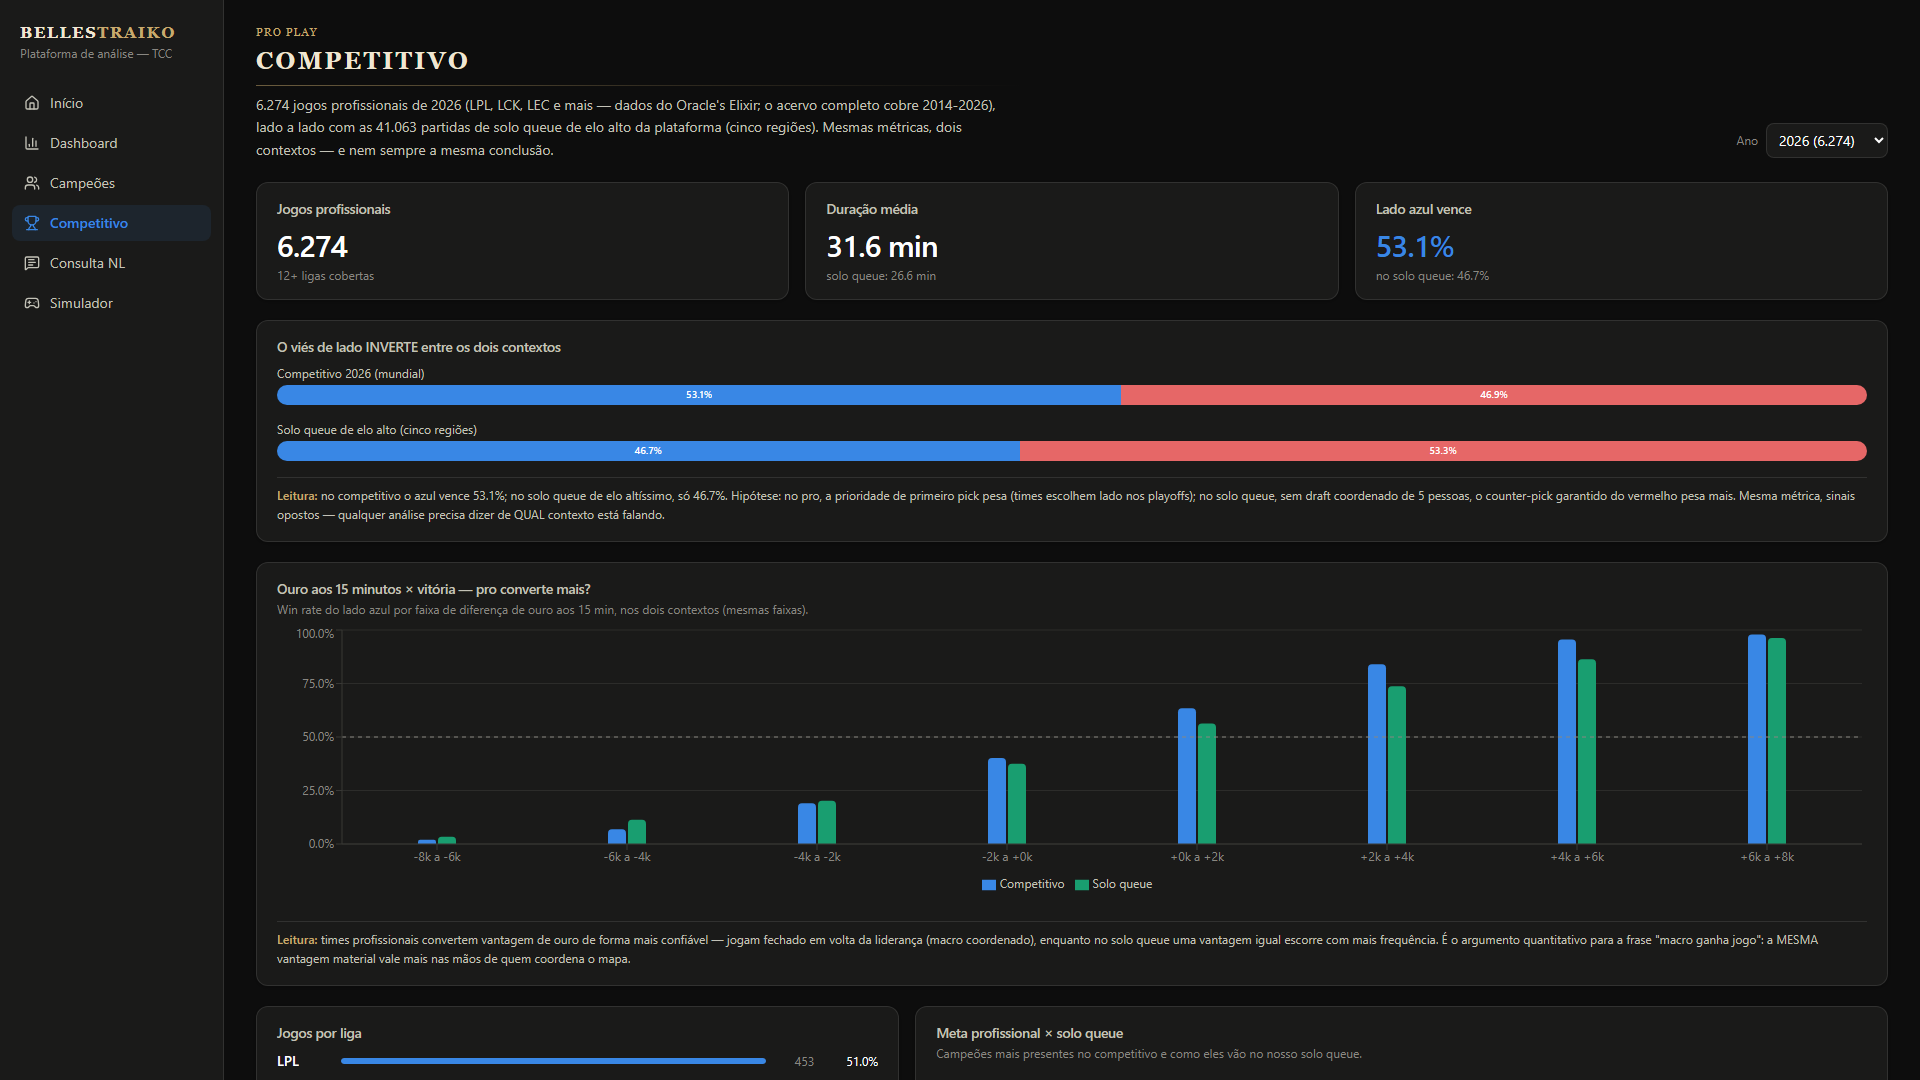 BELLESTRAIKO
Plataforma de análise — TCC
Início
Dashboard
Campeões
Competitivo
Consulta NL
Simulador
PRO PLAY
COMPETITIVO
6.274 jogos profissionais de 2026 (LPL, LCK, LEC e mais — dados do Oracle's Elixir; o acervo completo cobre 2014-2026),
lado a lado com as 41.063 partidas de solo queue de elo alto da plataforma (cinco regiões). Mesmas métricas, dois
contextos — e nem sempre a mesma conclusão.
Ano
2026 (6.274)
Jogos profissionais
6.274
12+ ligas cobertas
Duração média
31.6 min
solo queue: 26.6 min
Lado azul vence
53.1%
no solo queue: 46.7%
O viés de lado INVERTE entre os dois contextos
Competitivo 2026 (mundial)
53.1% 46.9%
Solo queue de elo alto (cinco regiões)
46.7% 53.3%
Leitura: no competitivo o azul vence 53.1%; no solo queue de elo altíssimo, só 46.7%. Hipótese: no pro, a prioridade de primeiro pick pesa (times escolhem lado nos playoffs); no solo queue, sem draft coordenado de 5 pessoas, o counter-pick garantido do vermelho pesa mais. Mesma métrica, sinais
opostos — qualquer análise precisa dizer de QUAL contexto está falando.
Ouro aos 15 minutos × vitória — pro converte mais?
Win rate do lado azul por faixa de diferença de ouro aos 15 min, nos dois contextos (mesmas faixas).
100.0%
75.0%
50.0%
25.0%
0.0%
-8k a -6k -6k a -4k -4k a -2k -2k a +0k +0k a +2k +2k a +4k +4k a +6k +6k a +8k
Competitivo Solo queue
Leitura: times profissionais convertem vantagem de ouro de forma mais confiável — jogam fechado em volta da liderança (macro coordenado), enquanto no solo queue uma vantagem igual escorre com mais frequência. É o argumento quantitativo para a frase "macro ganha jogo": a MESMA
vantagem material vale mais nas mãos de quem coordena o mapa.
Jogos por liga
LPL 453 51.0%
Meta profissional × solo queue
Campeões mais presentes no competitivo e como eles vão no nosso solo queue.